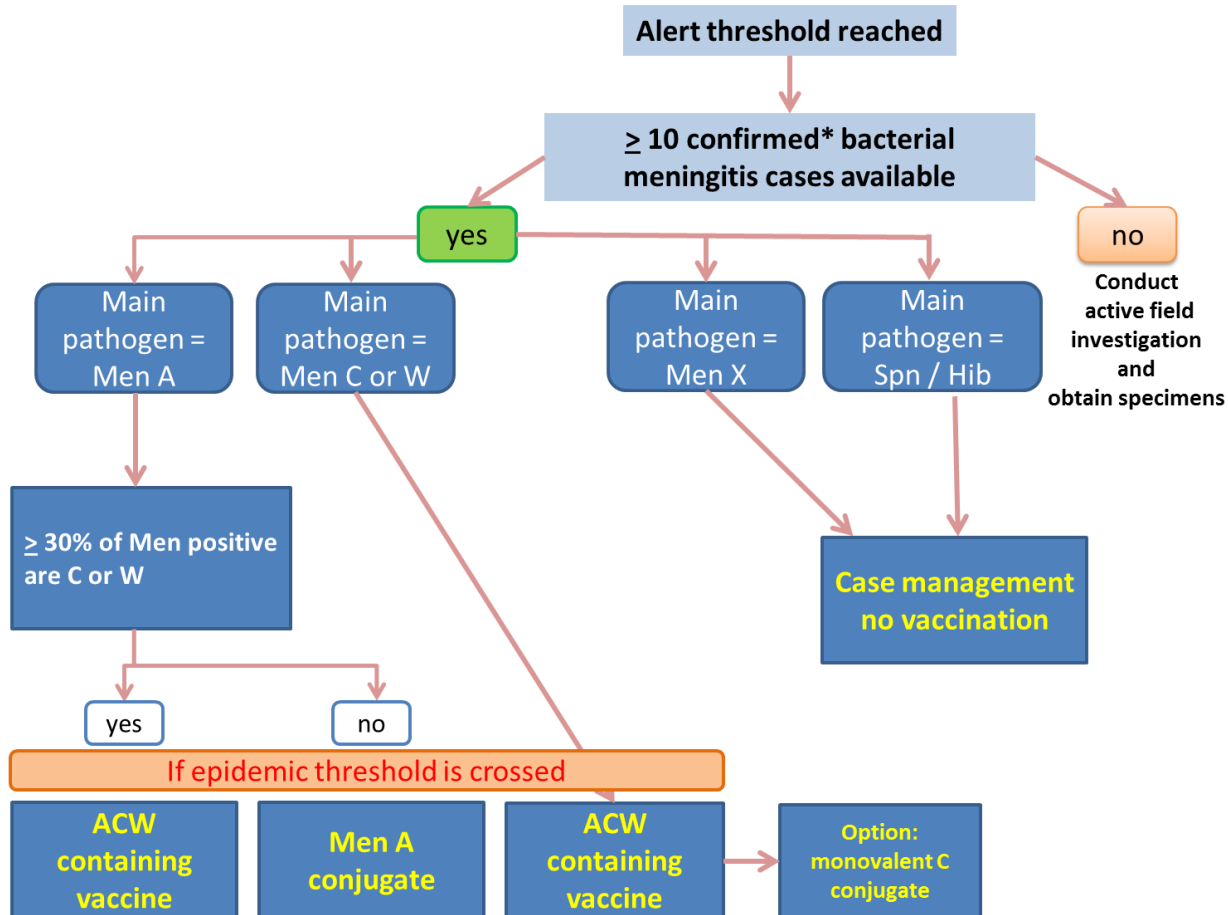 Alert threshold reached
≥ 10 confirmed* bacterial
meningitis cases available
yes
no
Conduct
active field
investigation
and
obtain specimens
Main
pathogen =
Men A
Main
pathogen =
Men C or W
Main
pathogen =
Men X
Main
pathogen =
Spn / Hib
≥ 30% of Men positive
are C or W
Case management
no vaccination
yes
no
If epidemic threshold is crossed
ACW
containing
vaccine
Men A
conjugate
ACW
containing
vaccine
Option:
monovalent C
conjugate